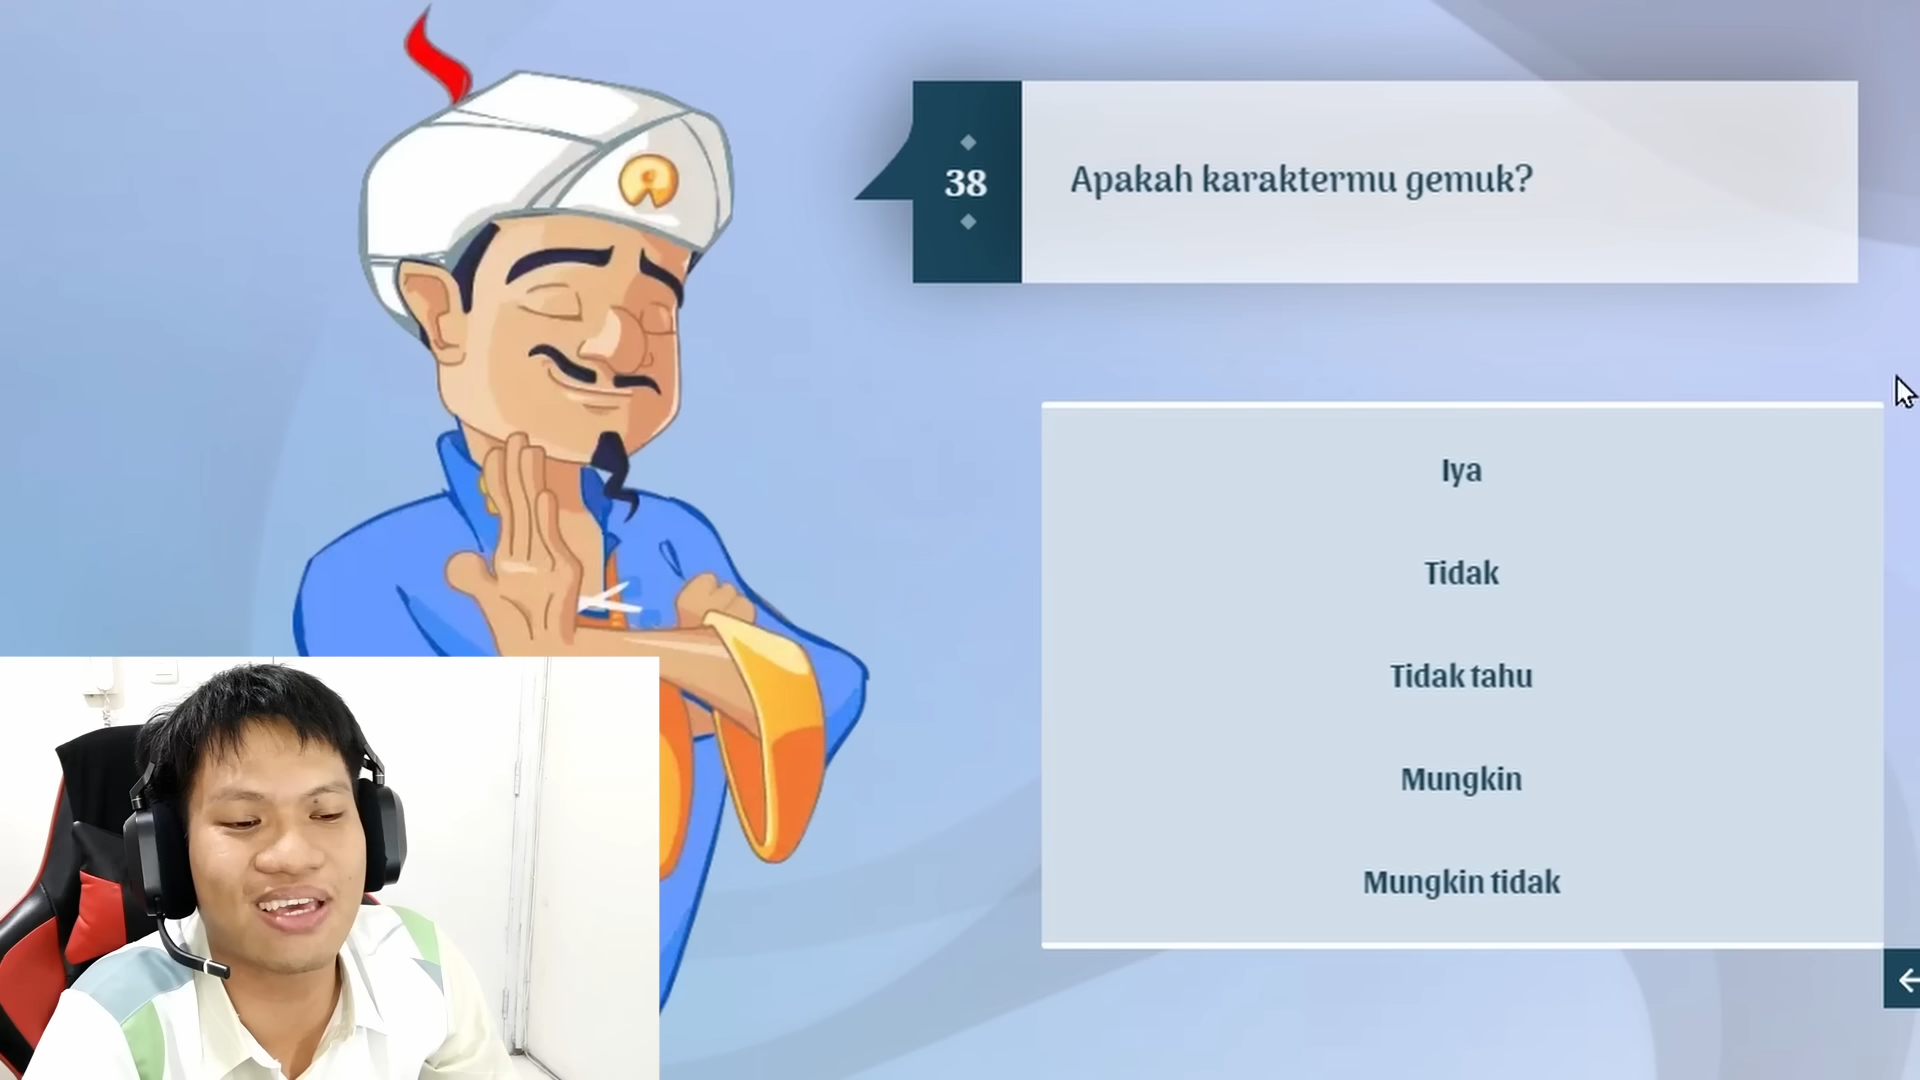 38
Apakah karaktermu gemuk?
Iya
Tidak
Tidak tahu
Mungkin
Mungkin tidak